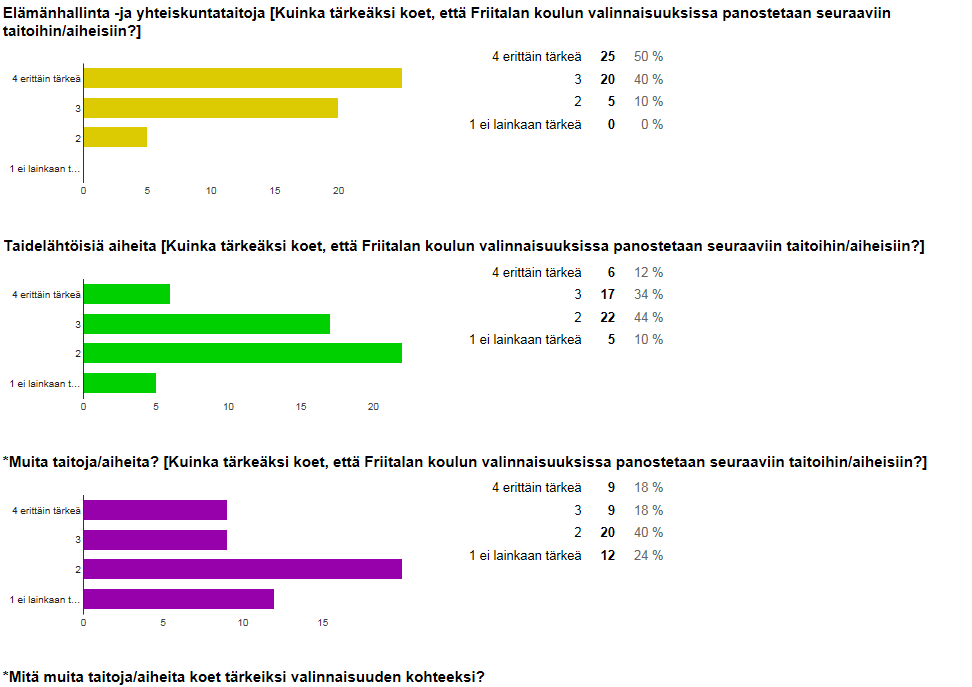 Elämänhallinta -ja yhteiskuntataitoja [Kuinka tärkeäksi koet, että Friitalan koulun valinnaisuuksissa panostetaan seuraaviin
taitoihin/aiheisiin?]
4 erittäin tärkeä 25 50 %
3 20 40 %
2 5 10 %
1 ei lainkaan tärkeä 0 0 %
4 erittäin tärkeä
3
2
1 ei lainkaan t...
0 5 10 15 20
Taidelähtöisiä aiheita [Kuinka tärkeäksi koet, että Friitalan koulun valinnaisuuksissa panostetaan seuraaviin taitoihin/aiheisiin?]
4 erittäin tärkeä 6 12 %
3 17 34 %
2 22 44 %
1 ei lainkaan tärkeä 5 10 %
4 erittäin tärkeä
3
2
1 ei lainkaan t...
0 5 10 15 20
*Muita taitoja/aiheita? [Kuinka tärkeäksi koet, että Friitalan koulun valinnaisuuksissa panostetaan seuraaviin taitoihin/aiheisiin?]
4 erittäin tärkeä 9 18 %
3 9 18 %
2 20 40 %
1 ei lainkaan tärkeä 12 24 %
4 erittäin tärkeä
3
2
1 ei lainkaan t...
0 5 10 15
*Mitä muita taitoja/aiheita koet tärkeiksi valinnaisuuden kohteeksi?